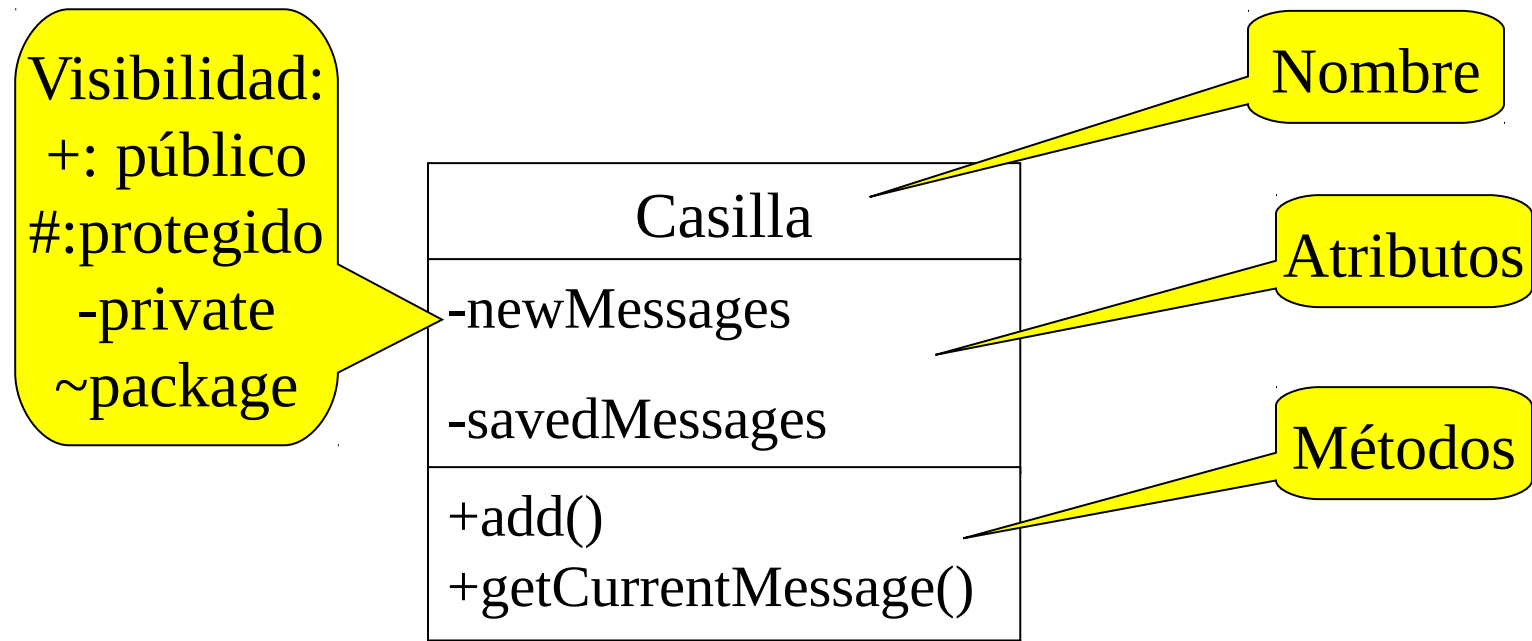 Visibilidad:
+: público
#:protegido
-private
~package
Nombre
Casilla
Atributos
-newMessages
-savedMessages
Métodos
+add()
+getCurrentMessage()